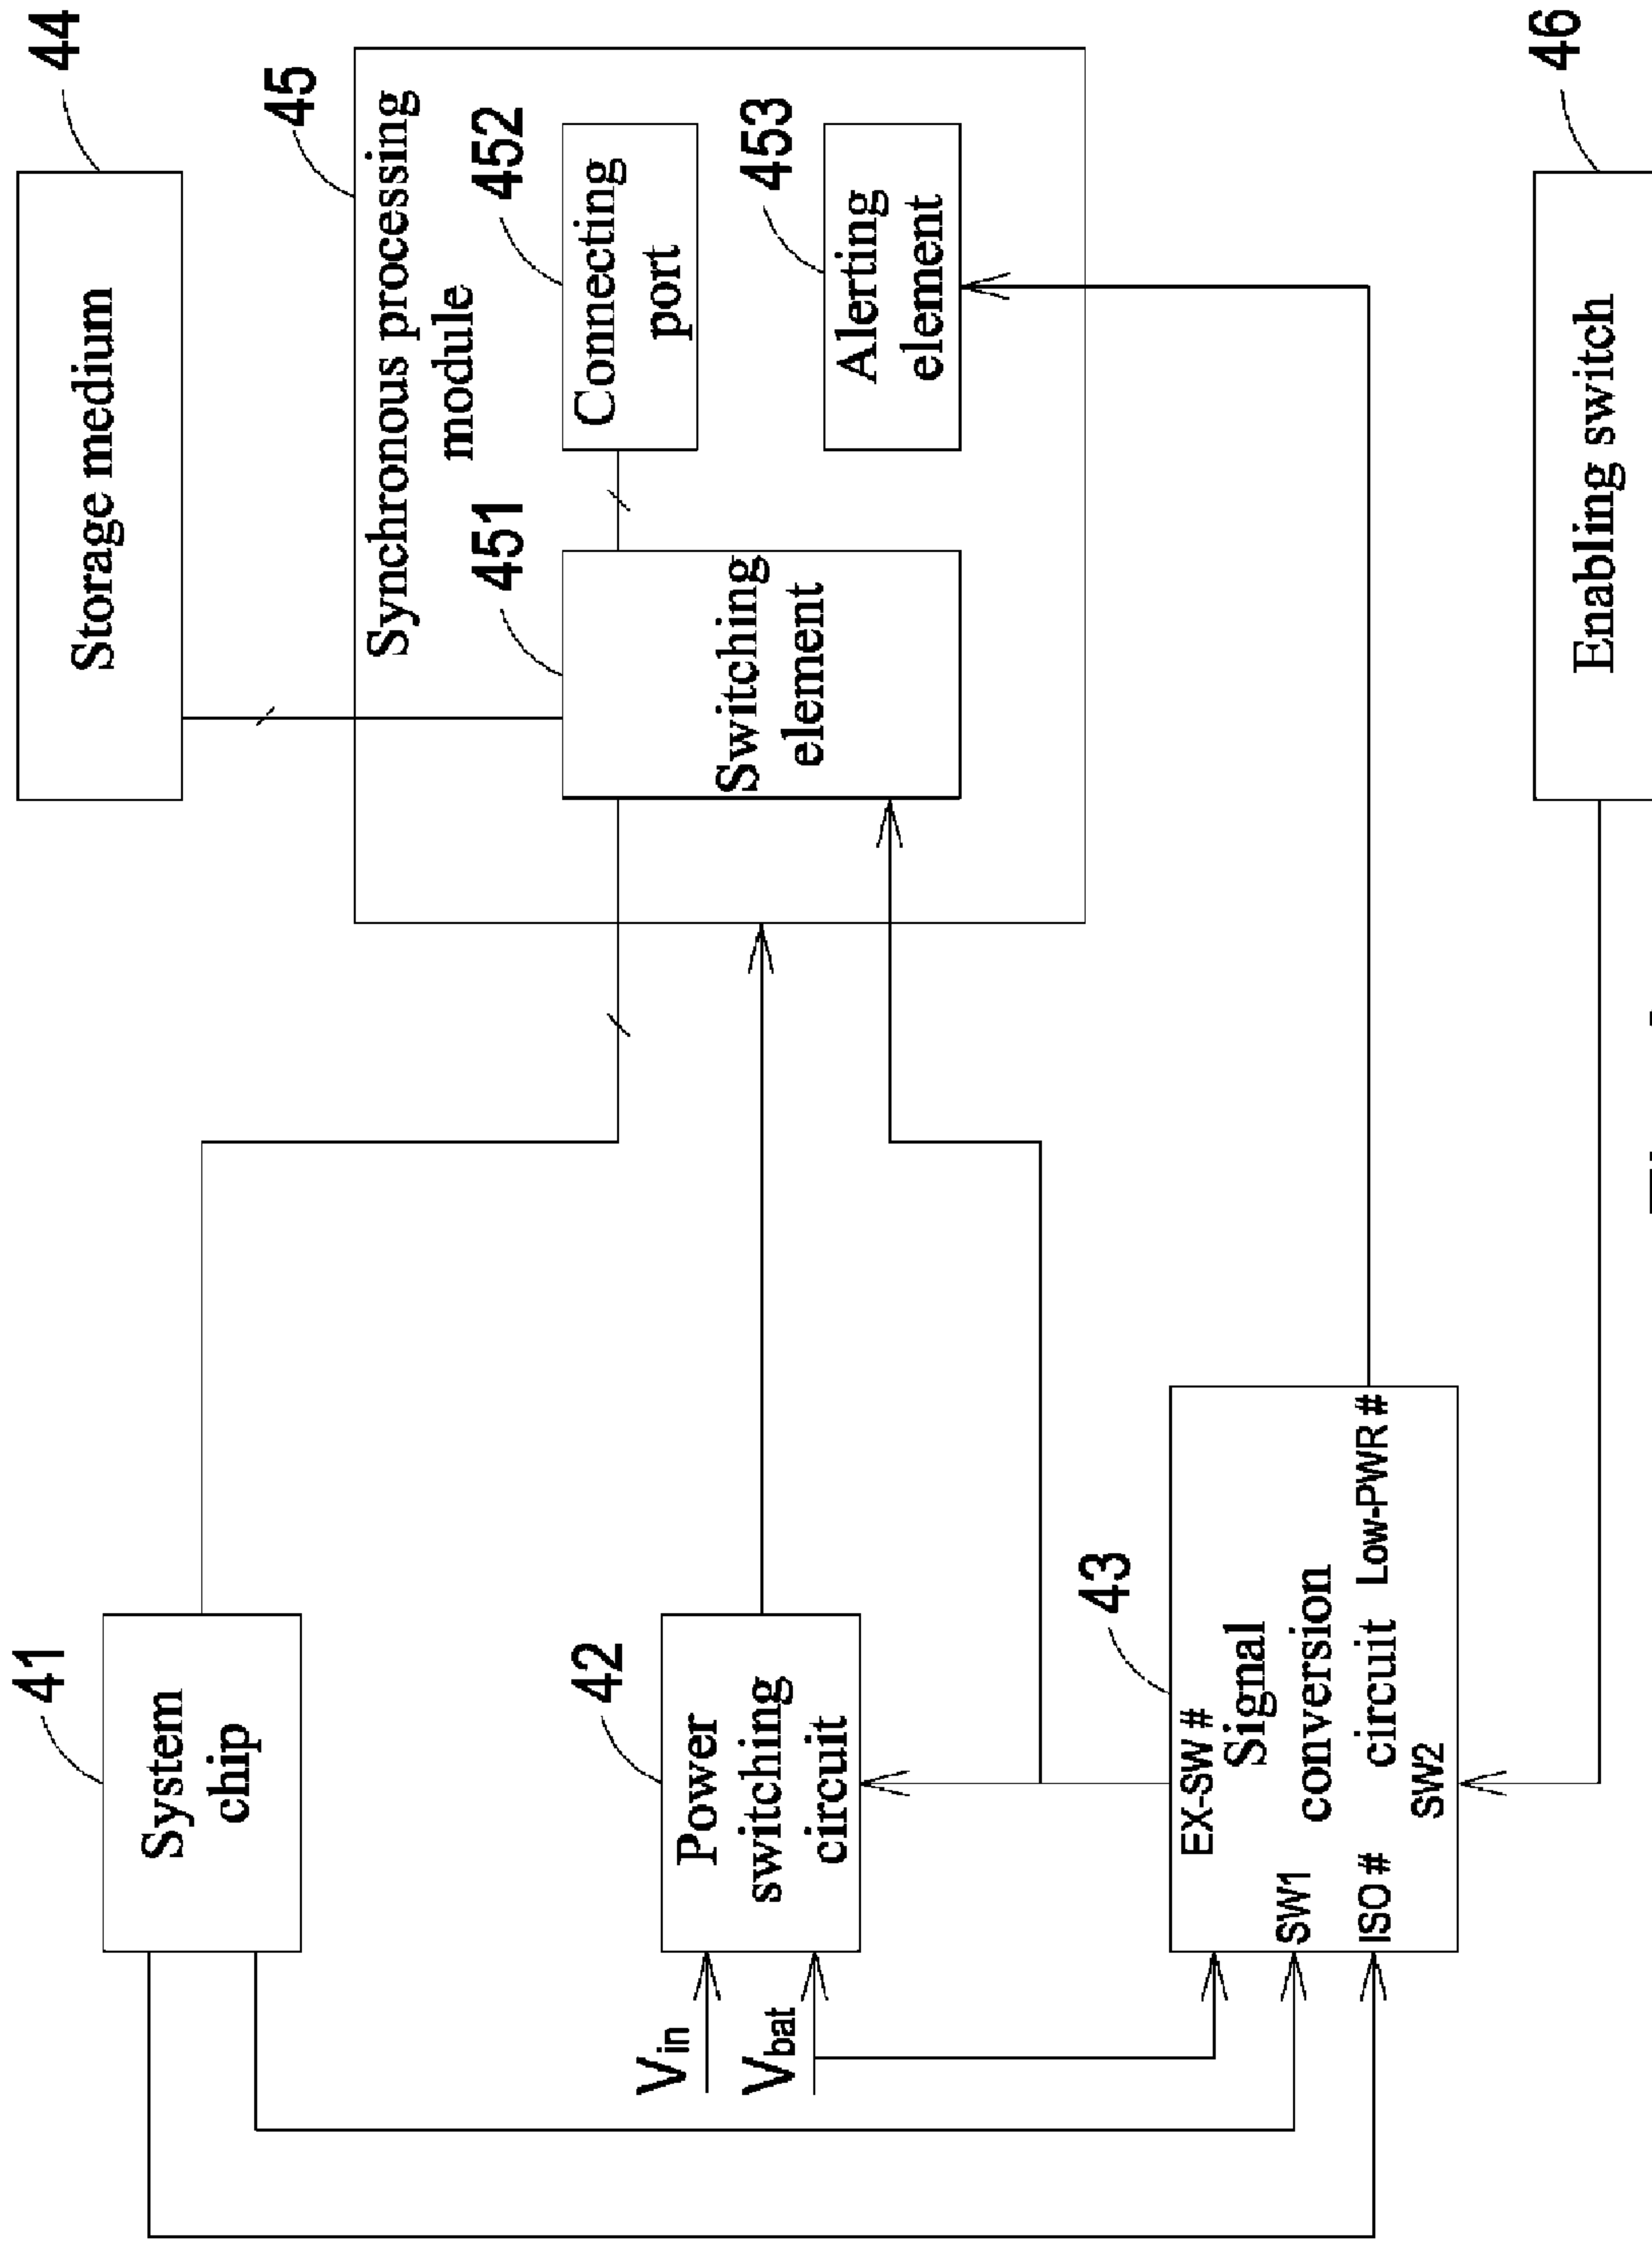 41
System
chip
44
Storage medium
45
Synchronous processing
module
42
Power
switching
circuit
Vin
Vbat
451
Switching
element
452
Connecting
port
453
Alerting
element
43
EX-SW #
Signal
conversion
circuit
SW1
ISO #
Low-PWR #
SW2
46
Enabling switch